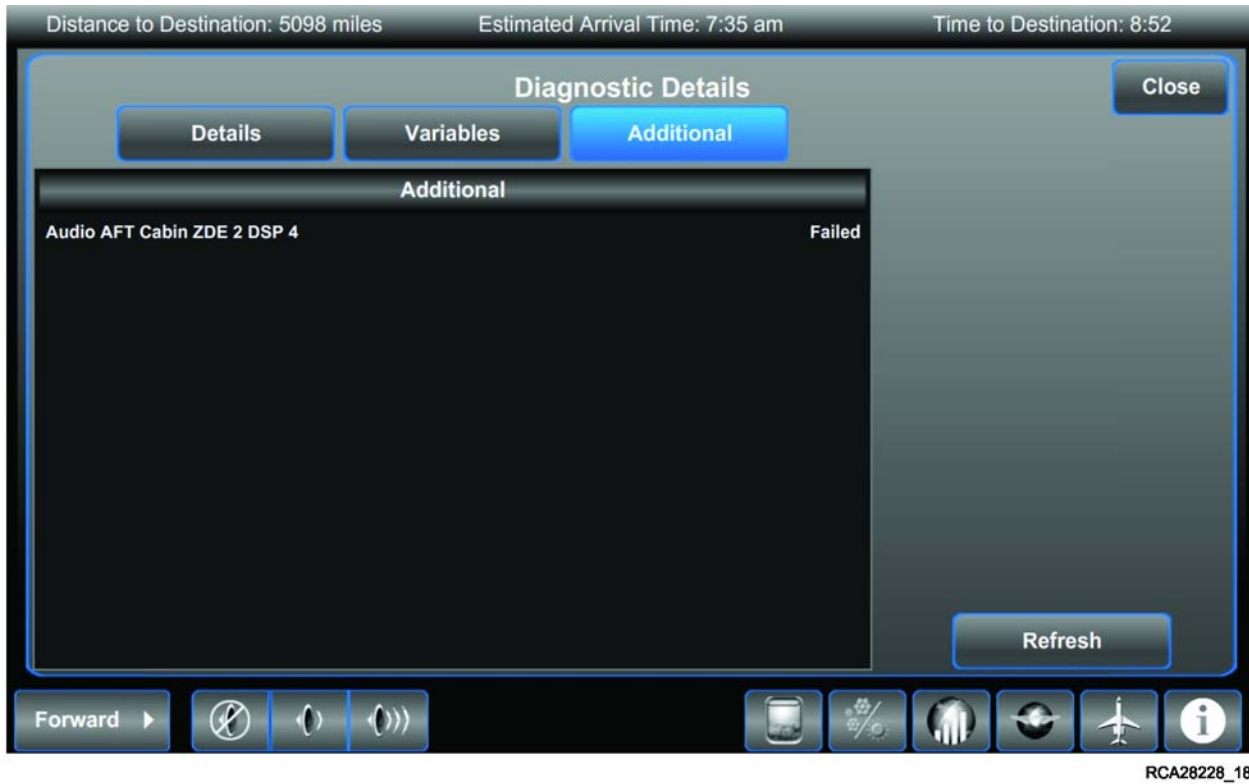 Distance to Destination: 5098 miles Estimated Arrival Time: 7:35 am Time to Destination: 8:52
Diagnostic Details Close
Details Variables Additional
Additional
Audio AFT Cabin ZDE 2 DSP 4 Failed
Refresh
Forward i
RCA28228_18